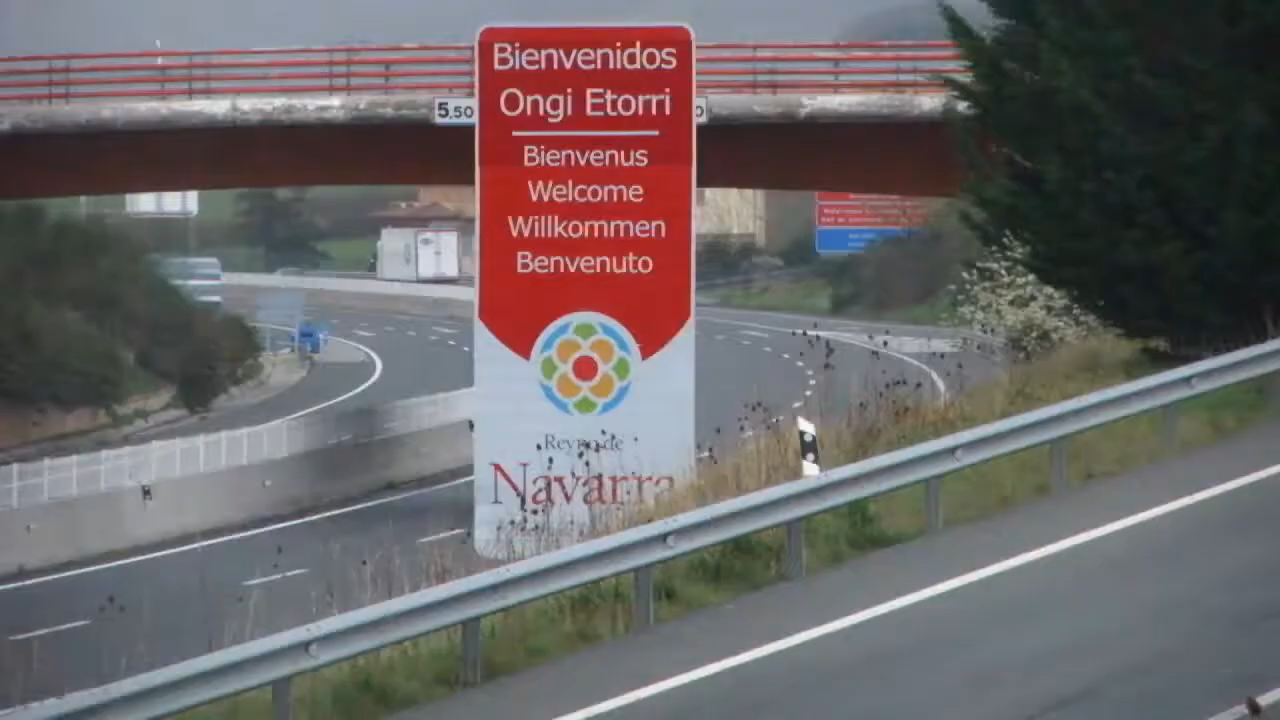 Bienvenidos
Ongi Etorri
5,50
Bienvenus
Welcome
Willkommen
Benvenuto
Reyno de
Navarra